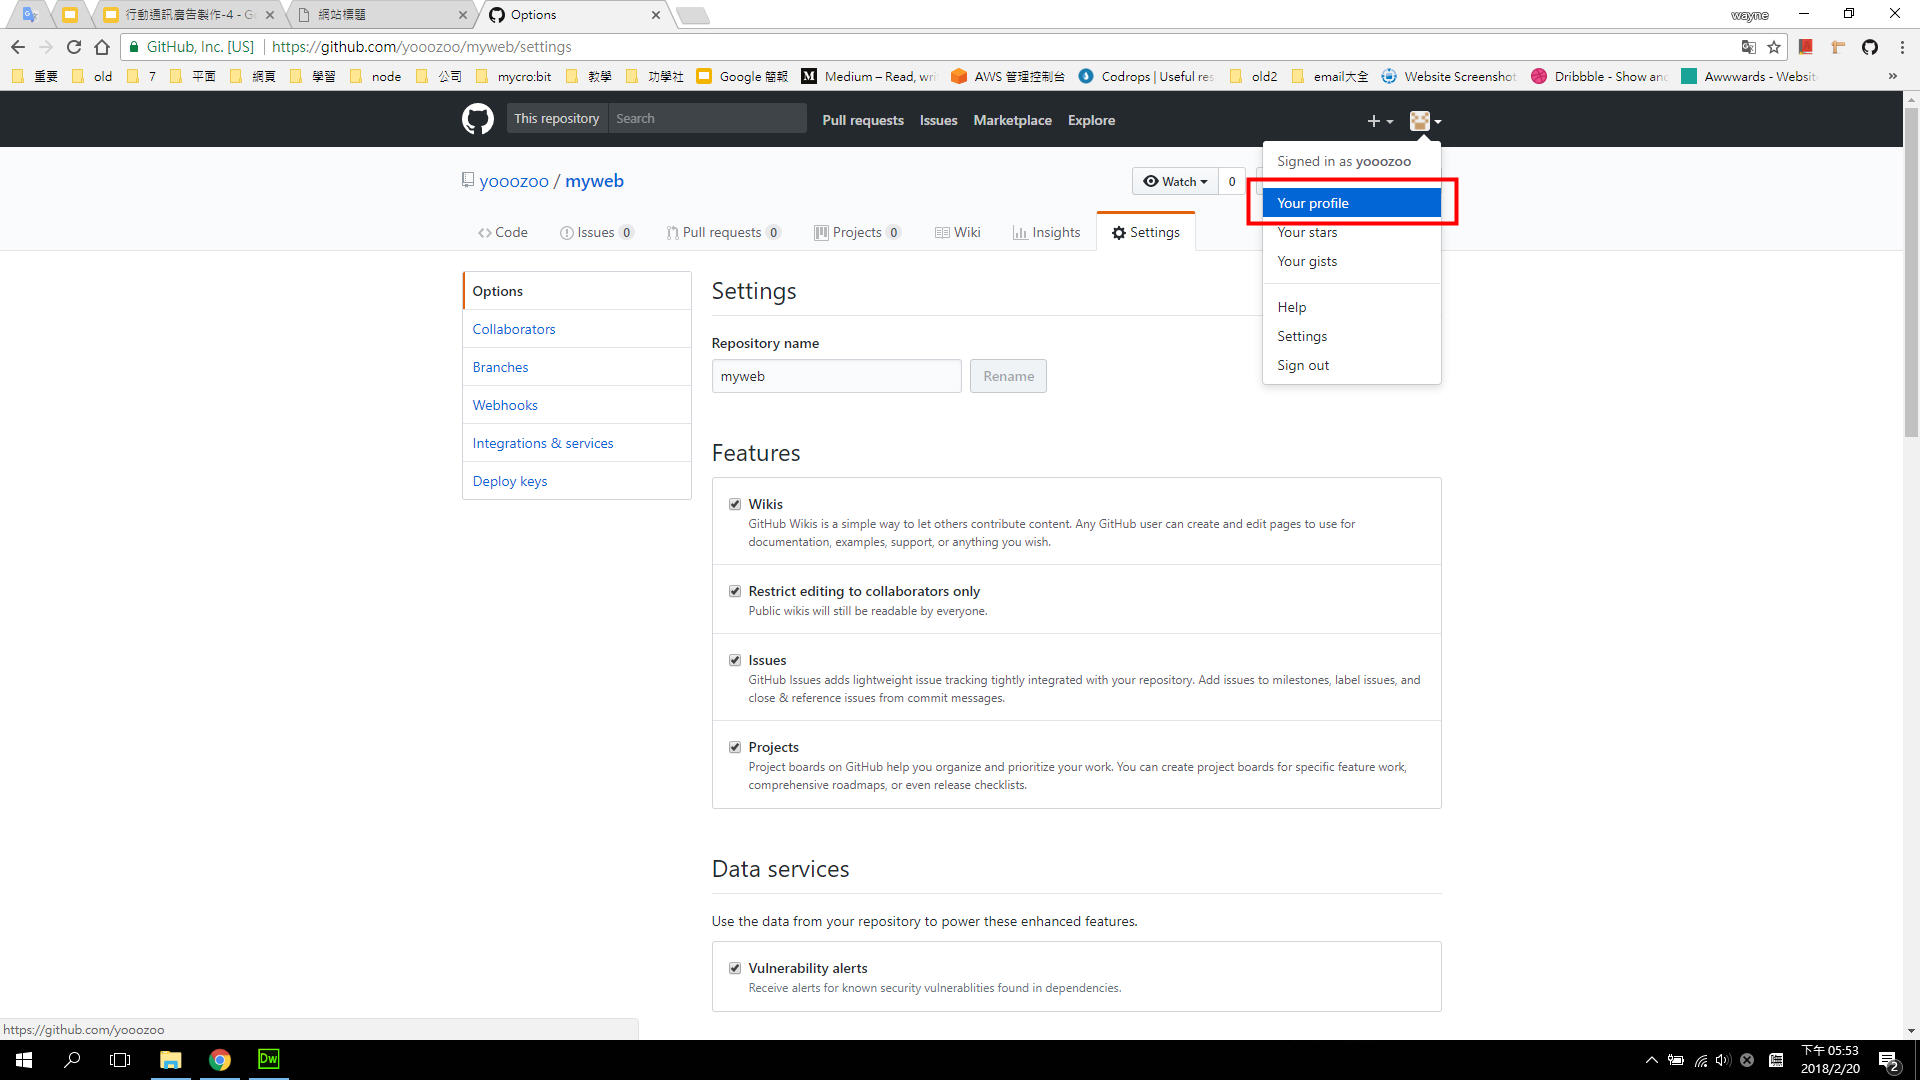 行動通訊廣告製作-4 - G
網站標題
Options
wayne
GitHub, Inc. [US]
https://github.com/yooozoo/myweb/settings
重要
old
7
平面
網頁
學習
node
公司
mycro:bit
教學
功學社
Google 簡報
Medium – Read, wri
AWS 管理控制台
Codrops | Useful res
old2
email大全
Website Screenshot
Dribbble - Show and
Awwwards - Website
»
This repository
Search
Pull requests
Issues
Marketplace
Explore
Signed in as yooozoo
yooozoo / myweb
Watch
0
Your profile
Code
Issues 0
Pull requests 0
Projects 0
Wiki
Insights
Settings
Your stars
Your gists
Help
Settings
Sign out
Options
Collaborators
Branches
Webhooks
Integrations & services
Deploy keys
Settings
Repository name
myweb
Rename
Features
Wikis
GitHub Wikis is a simple way to let others contribute content. Any GitHub user can create and edit pages to use for
documentation, examples, support, or anything you wish.
Restrict editing to collaborators only
Public wikis will still be readable by everyone.
Issues
GitHub Issues adds lightweight issue tracking tightly integrated with your repository. Add issues to milestones, label issues, and
close & reference issues from commit messages.
Projects
Project boards on GitHub help you organize and prioritize your work. You can create project boards for specific feature work,
comprehensive roadmaps, or even release checklists.
Data services
Use the data from your repository to power these enhanced features.
Vulnerability alerts
Receive alerts for known security vulnerablities found in dependencies.
https://github.com/yooozoo
Dw
下午 05:53
2018/2/20
2